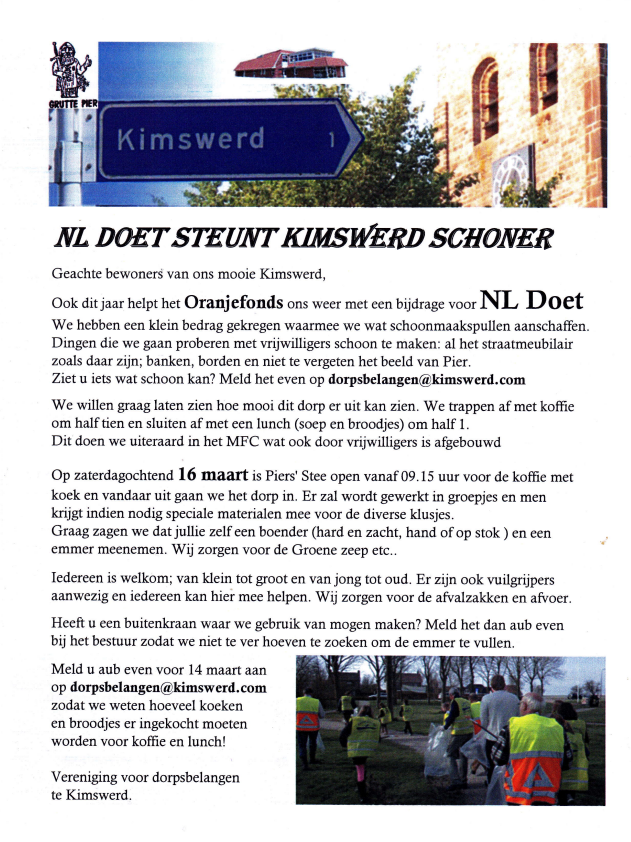 GRUTTE PIER
Kimswerd 1
NL DOET STEUNT KIMSWERD SCHONER
Geachte bewoners van ons mooie Kimswerd,
Ook dit jaar helpt het Oranjefonds ons weer met een bijdrage voor NL Doet
We hebben een klein bedrag gekregen waarmee we wat schoonmaakspullen aanschaffen.
Dingen die we gaan proberen met vrijwilligers schoon te maken: al het straatmeubilair
zoals daar zijn; banken, borden en niet te vergeten het beeld van Pier.
Ziet u iets wat schoon kan? Meld het even op dorpsbelangen@kimswerd.com
We willen graag laten zien hoe mooi dit dorp er uit kan zien. We trappen af met koffie
om half tien en sluiten af met een lunch (soep en broodjes) om half 1.
Dit doen we uiteraard in het MFC wat ook door vrijwilligers is afgebouwd
Op zaterdagochtend 16 maart is Piers' Stee open vanaf 09.15 uur voor de koffie met
koek en vandaar uit gaan we het dorp in. Er zal wordt gewerkt in groepjes en men
krijgt indien nodig speciale materialen mee voor de diverse klusjes.
Graag zagen we dat jullie zelf een boender (hard en zacht, hand of op stok ) en een
emmer meenemen. Wij zorgen voor de Groene zeep etc..
Iedereen is welkom; van klein tot groot en van jong tot oud. Er zijn ook vuilgrijpers
aanwezig en iedereen kan hier mee helpen. Wij zorgen voor de afvalzakken en afvoer.
Heeft u een buitenkraan waar we gebruik van mogen maken? Meld het dan aub even
bij het bestuur zodat we niet te ver hoeven te zoeken om de emmer te vullen.
Meld u aub even voor 14 maart aan
op dorpsbelangen@kimswerd.com
zodat we weten hoeveel koeken
en broodjes er ingekocht moeten
worden voor koffie en lunch!
Vereniging voor dorpsbelangen
te Kimswerd.